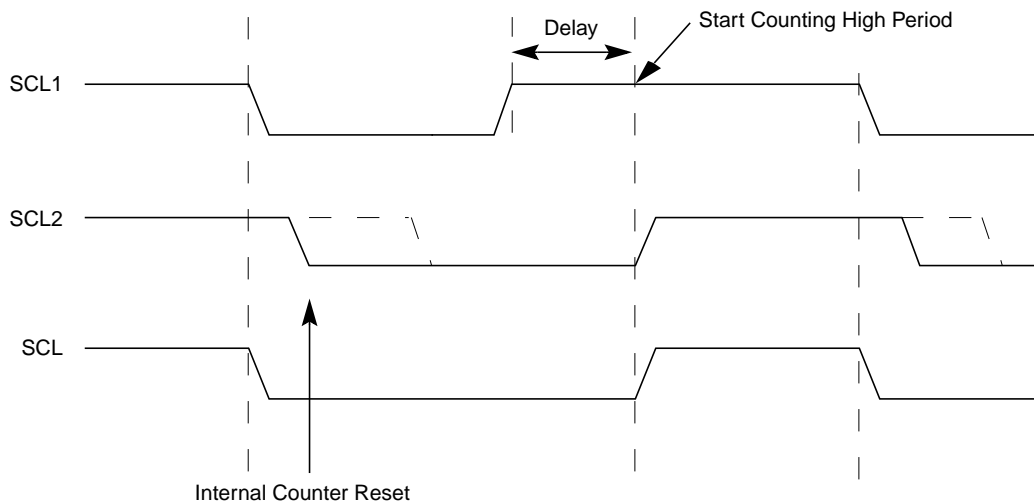 Start Counting High Period
Delay
SCL1
SCL2
SCL
Internal Counter Reset